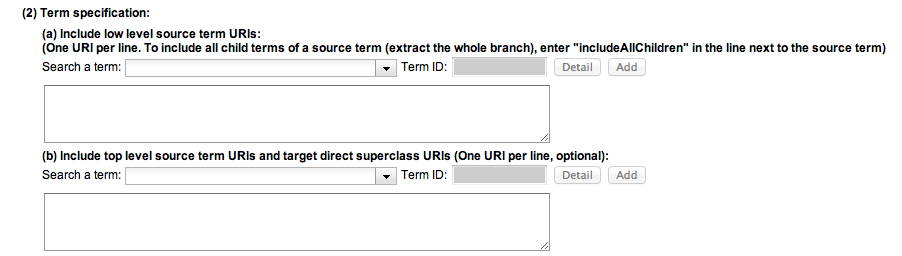 (2) Term specification:
(a) Include low level source term URIs:
(One URI per line. To include all child terms of a source term (extract the whole branch), enter "includeAllChildren" in the line next to the source term)
Search a term: Term ID: Detail Add
(b) Include top level source term URIs and target direct superclass URIs (One URI per line, optional):
Search a term: Term ID: Detail Add